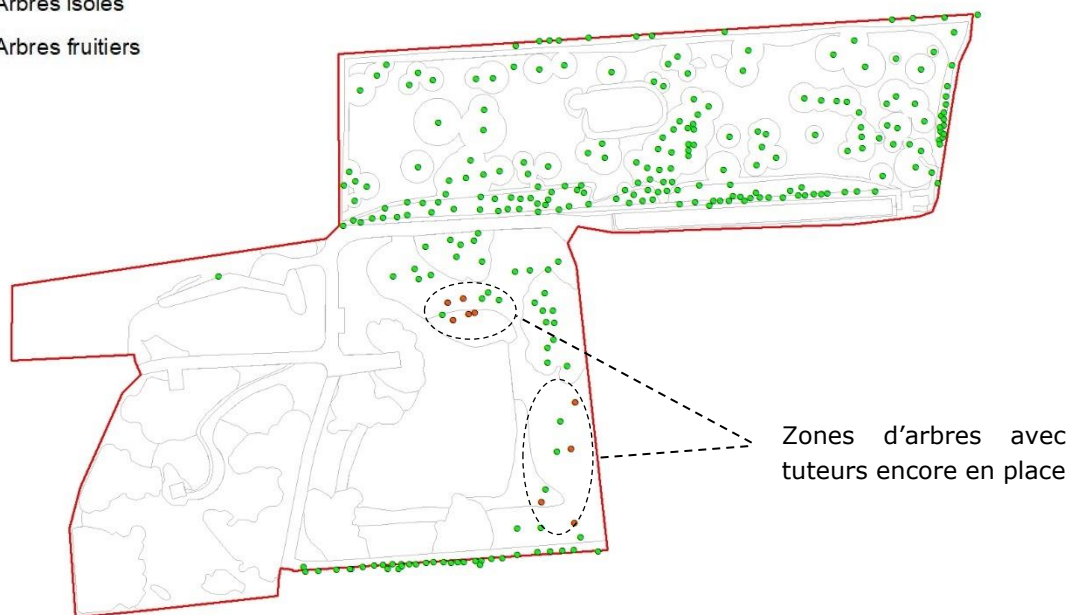 Arbres isolés
Arbres fruitiers
Zones d'arbres avec
tuteurs encore en place